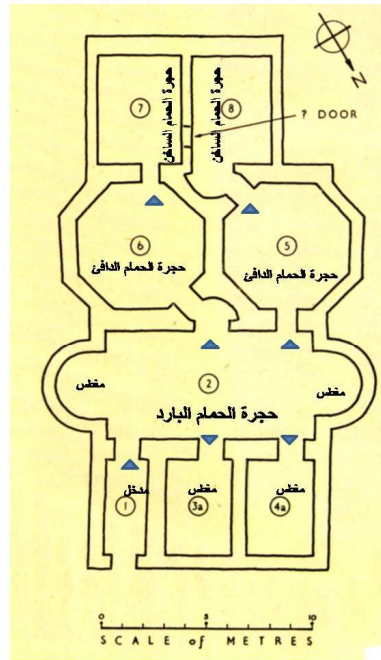 N
7
حجرة الحمام الساخن
8
حجرة الحمام الساخن
? DOOR
6
حجرة الحمام الدافئ
5
حجرة الحمام الدافئ
مغطس
2
مغطس
حجرة الحمام البارد
مدخل
1
مغطس
3a
مغطس
4a
0 5 10
SCALE of METRES